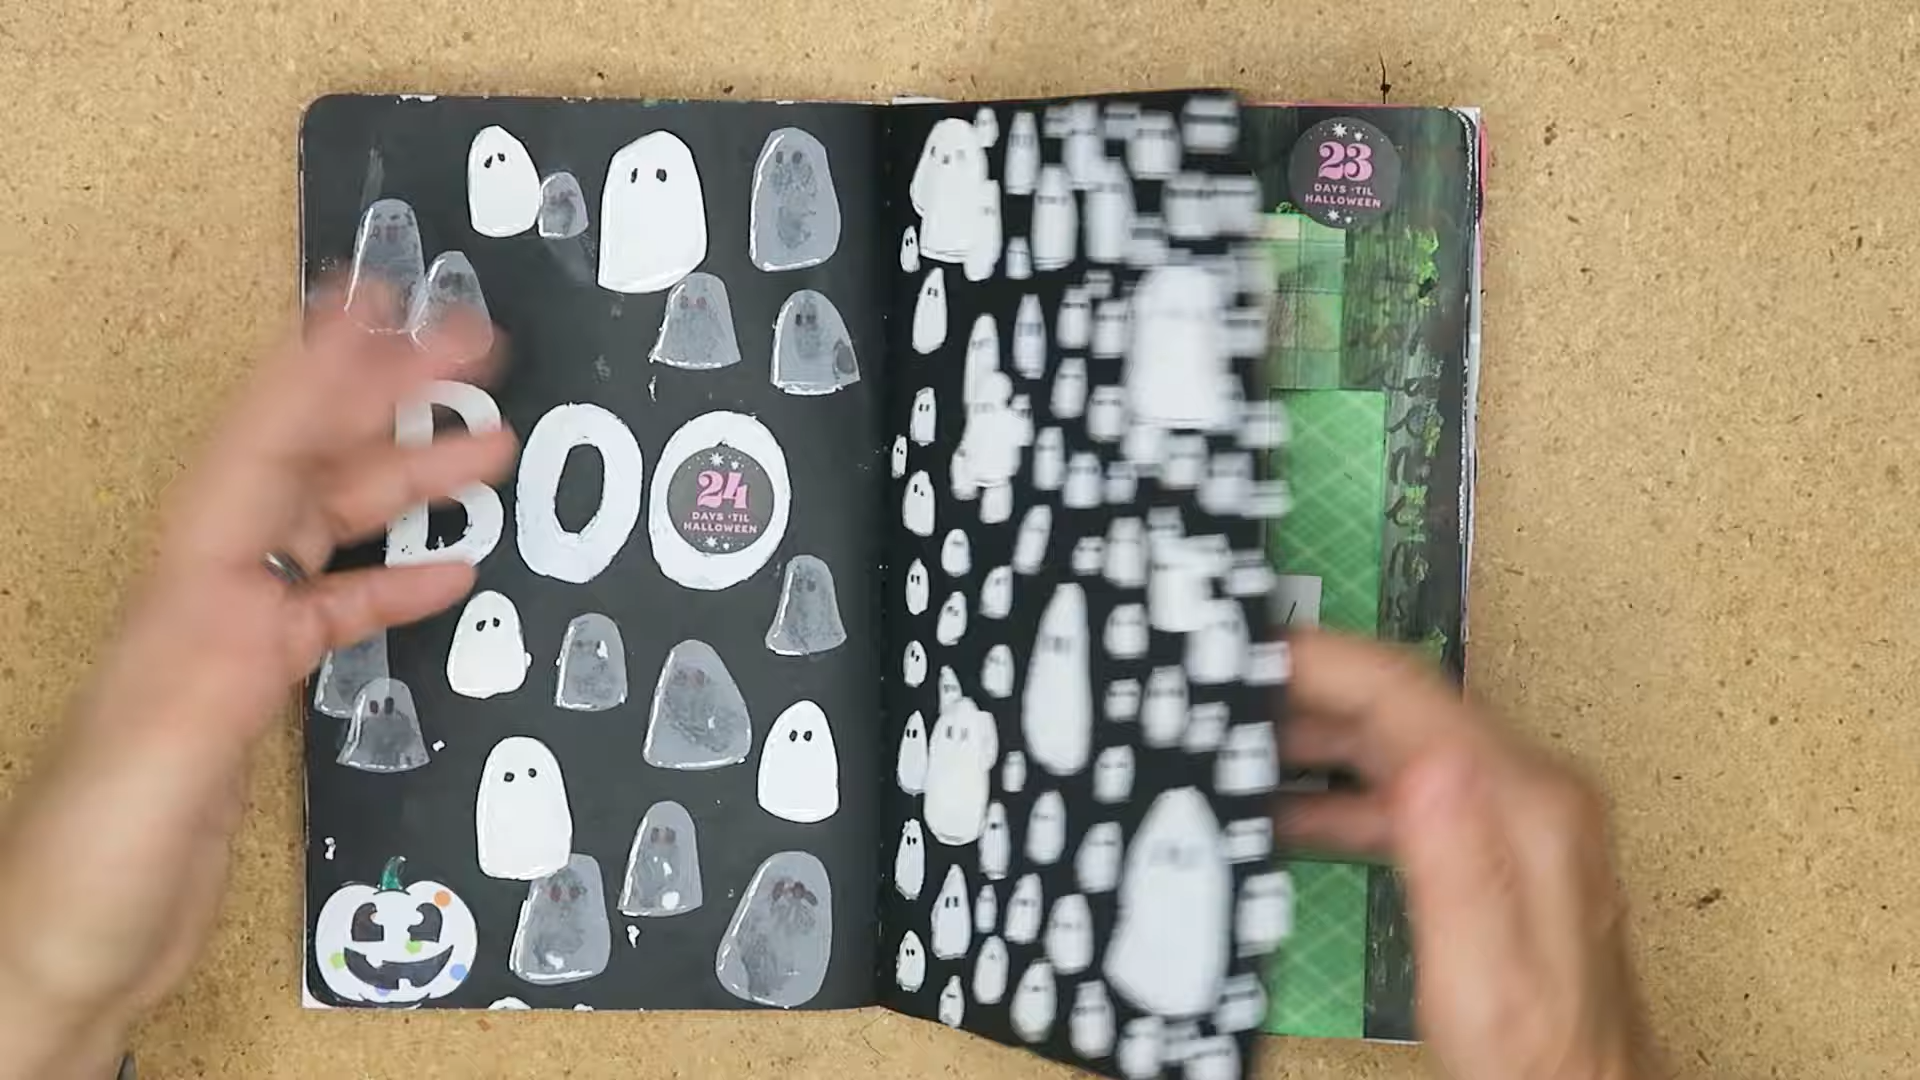 BOO
24
DAYS 'TIL
HALLOWEEN
23
DAYS 'TIL
HALLOWEEN